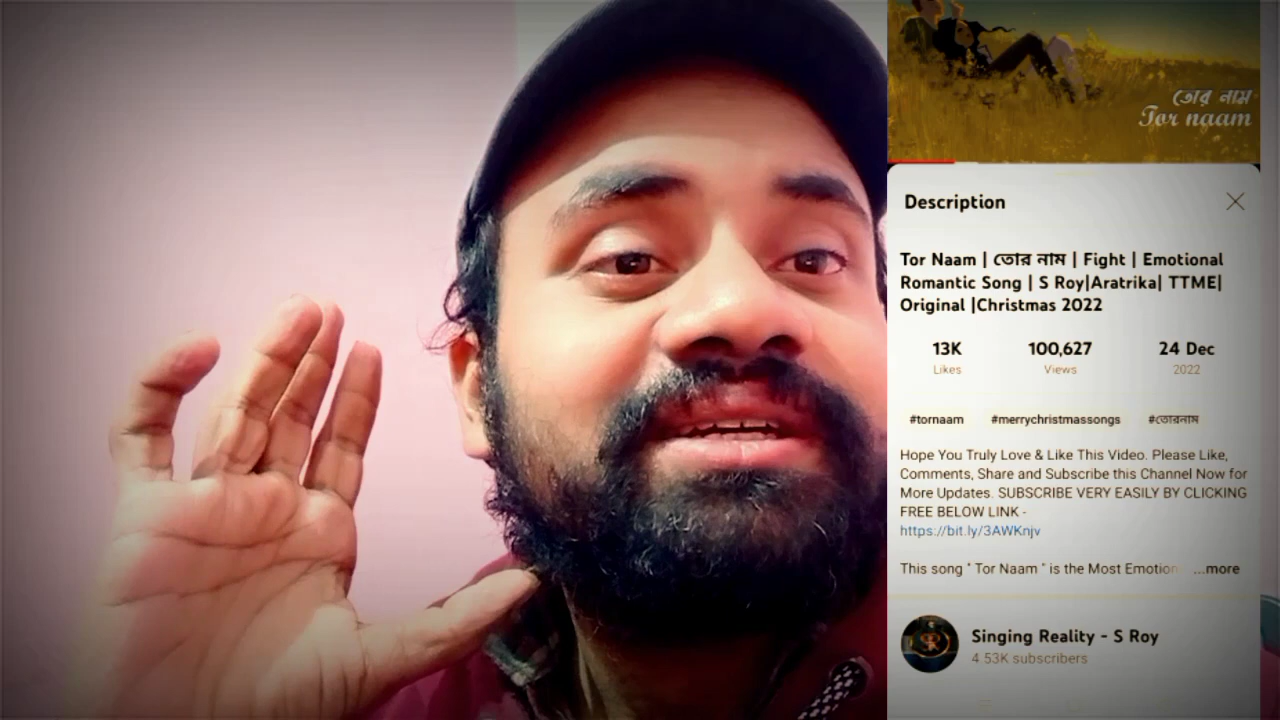 তোর নাম
Tor naam
Description
Tor Naam | তোর নাম | Fight | Emotional
Romantic Song | S Roy|Aratrika| TTME|
Original |Christmas 2022
13K 100,627 24 Dec
Likes Views 2022
#tornaam #merrychristmassongs #তোরনাম
Hope You Truly Love & Like This Video. Please Like,
Comments, Share and Subscribe this Channel Now for
More Updates. SUBSCRIBE VERY EASILY BY CLICKING
FREE BELOW LINK -
https://bit.ly/3AWKnjv
This song " Tor Naam " is the Most Emotion ...more
Singing Reality - S Roy
4.53K subscribers